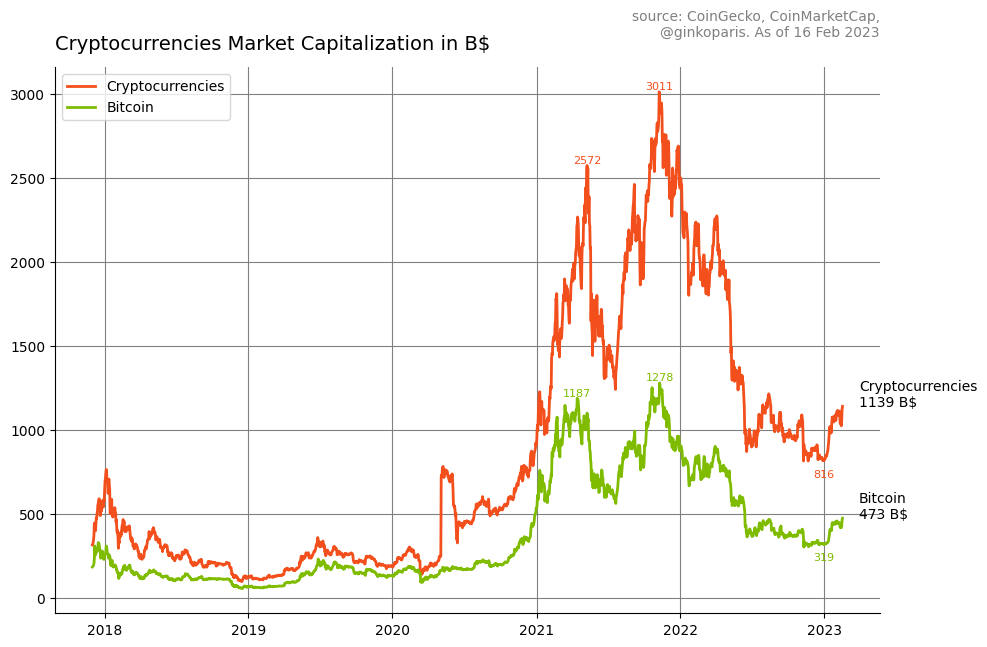 source: CoinGecko, CoinMarketCap,
@ginkoparis. As of 16 Feb 2023
Cryptocurrencies Market Capitalization in B$
Cryptocurrencies
Bitcoin
3000
2500
2000
1500
1000
500
0
3011
2572
1278
1187
816
319
Cryptocurrencies
1139 B$
Bitcoin
473 B$
2018
2019
2020
2021
2022
2023